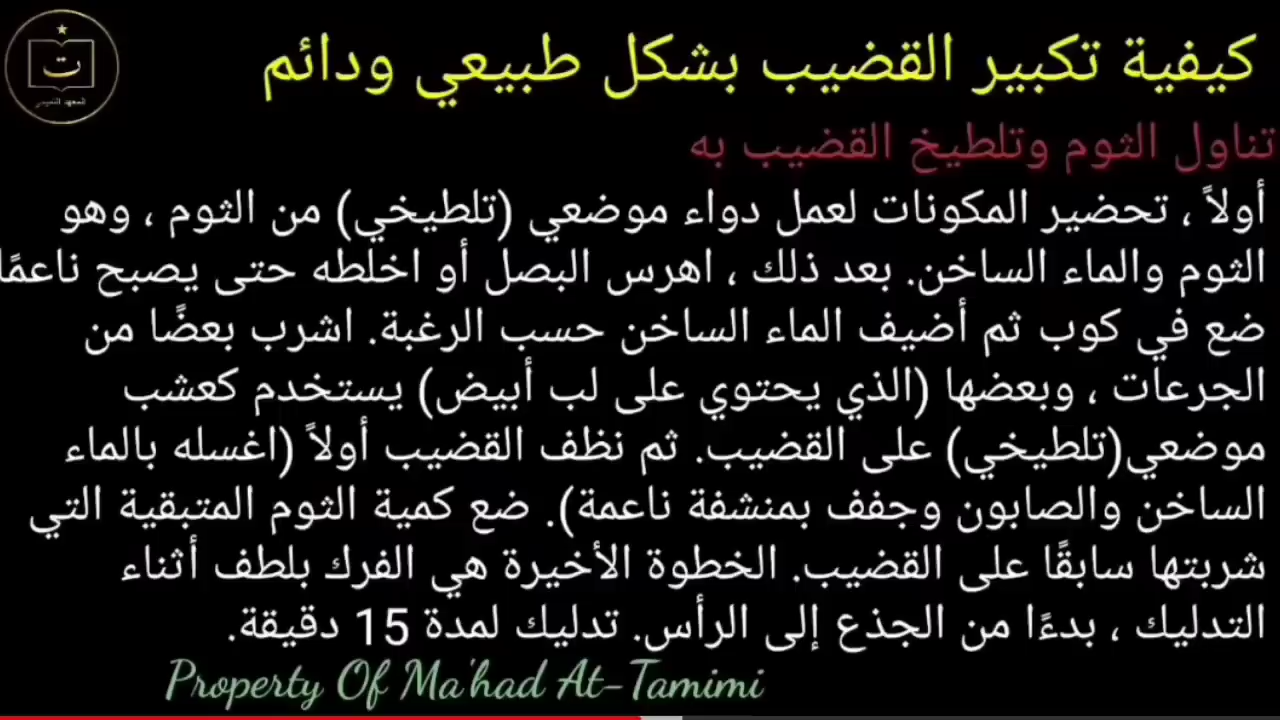 كيفية تكبير القضيب بشكل طبيعي ودائم
تناول الثوم وتلطيخ القضيب به
أولاً ، تحضير المكونات لعمل دواء موضعي (تلطيخي) من الثوم ، وهو
الثوم والماء الساخن. بعد ذلك ، اهرس البصل أو اخلطه حتى يصبح ناعمًا
ضع في كوب ثم أضيف الماء الساخن حسب الرغبة. اشرب بعضًا من
الجرعات ، وبعضها (الذي يحتوي على لب أبيض) يستخدم كعشب
موضعي(تلطيخي) على القضيب. ثم نظف القضيب أولاً (اغسله بالماء
الساخن والصابون وجفف بمنشفة ناعمة). ضع كمية الثوم المتبقية التي
شربتها سابقًا على القضيب. الخطوة الأخيرة هي الفرك بلطف أثناء
التدليك ، بدءًا من الجذع إلى الرأس. تدليك لمدة 15 دقيقة.
Property Of Ma'had At-Tamimi
ت
المعهد التميمي